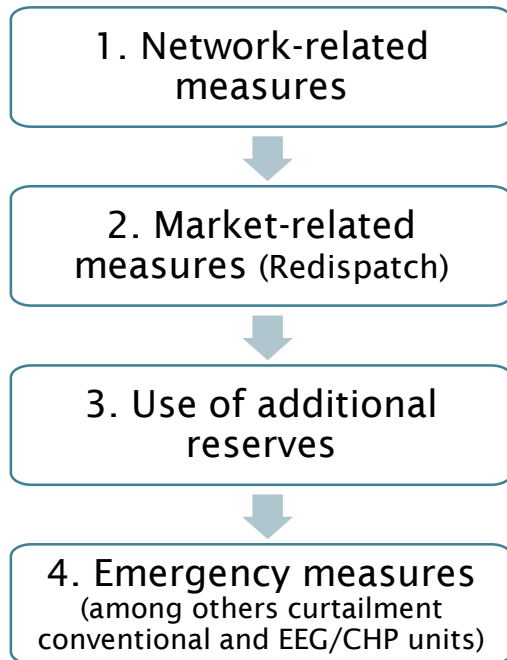 1. Network-related
measures
2. Market-related
measures (Redispatch)
3. Use of additional
reserves
4. Emergency measures
(among others curtailment
conventional and EEG/CHP units)